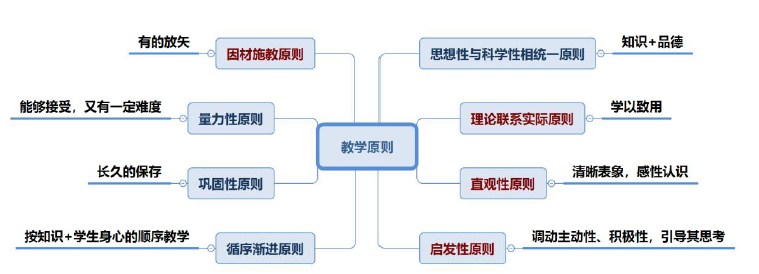 有的放矢
因材施教原则
能够接受，又有一定难度
量力性原则
长久的保存
巩固性原则
按知识+学生身心的顺序教学
循序渐进原则
教学原则
思想性与科学性相统一原则
知识+品德
理论联系实际原则
学以致用
直观性原则
清晰表象，感性认识
启发性原则
调动主动性、积极性，引导其思考